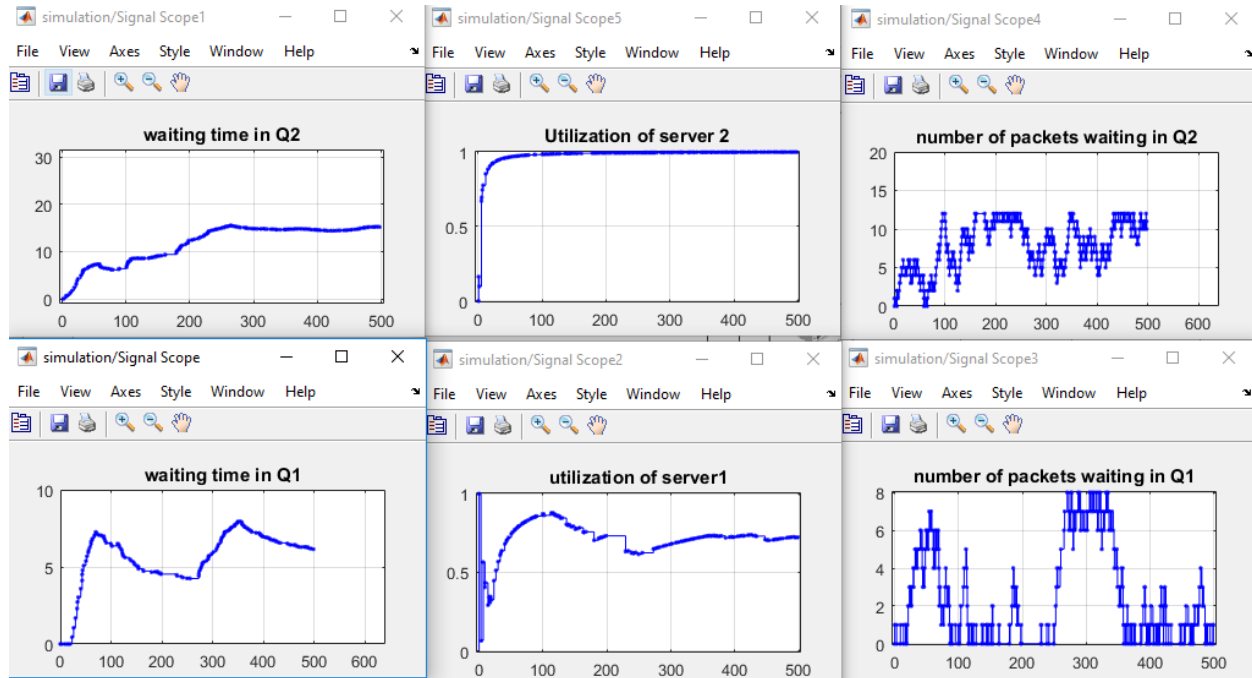 simulation/Signal Scope1
File View Axes Style Window Help
waiting time in Q2
30
20
10
0
0 100 200 300 400 500
simulation/Signal Scope5
File View Axes Style Window Help
Utilization of server 2
1
0.5
0
0 100 200 300 400 500
simulation/Signal Scope4
File View Axes Style Window Help
number of packets waiting in Q2
20
15
10
5
0
0 100 200 300 400 500 600
simulation/Signal Scope
File View Axes Style Window Help
waiting time in Q1
10
5
0
0 100 200 300 400 500 600
simulation/Signal Scope2
File View Axes Style Window Help
utilization of server1
1
0.5
0
0 100 200 300 400 500
simulation/Signal Scope3
File View Axes Style Window Help
number of packets waiting in Q1
8
6
4
2
0
0 100 200 300 400 500